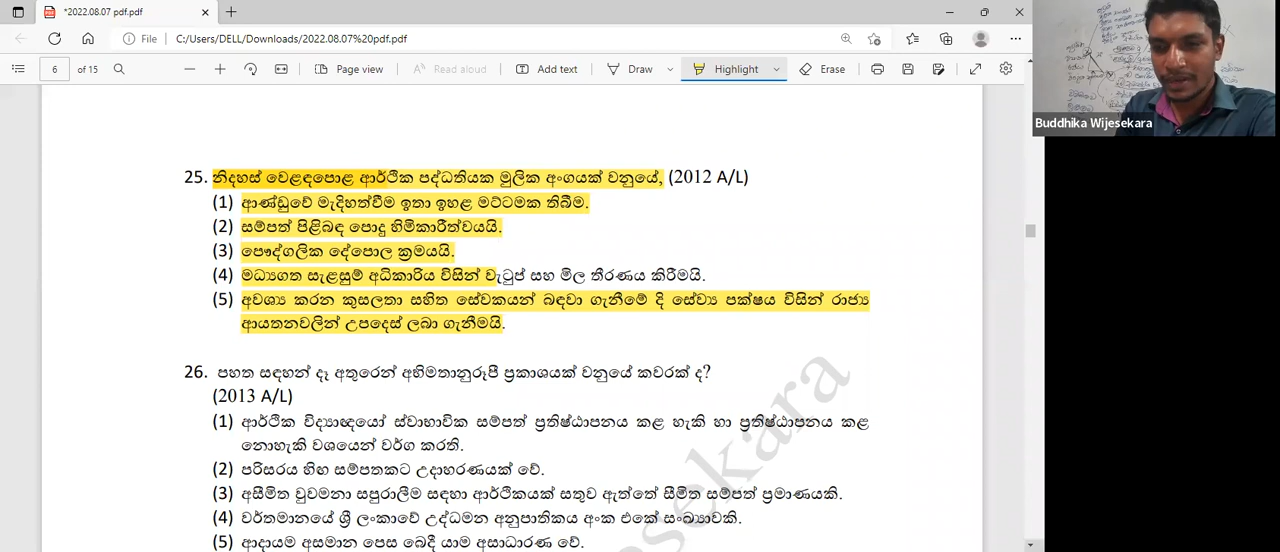 *2022.08.07 pdf.pdf
File
C:/Users/DELL/Downloads/2022.08.07%20pdf.pdf
6 of 15
Page view
Read aloud
Add text
Draw
Highlight
Erase
Buddhika Wijesekara
25. නිදහස් වෙළඳපොළ ආර්ථික පද්ධතියක මුලික අංගයක් වනුයේ, (2012 A/L)
(1) ආණ්ඩුවේ මැදිහත්වීම ඉතා ඉහළ මට්ටමක තිබීම.
(2) සම්පත් පිළිබඳ පොදු හිමිකාරීත්වයයි.
(3) පෞද්ගලික දේපොල ක්‍රමයයි.
(4) මධ්‍යගත සැළසුම් අධිකාරිය විසින් වැටුප් සහ මිල තීරණය කිරීමයි.
(5) අවශ්‍ය කරන කුසලතා සහිත සේවකයන් බඳවා ගැනීමේ දි සේව්‍ය පක්ෂය විසින් රාජ්‍ය
ආයතනවලින් උපදෙස් ලබා ගැනීමයි.
26. පහත සඳහන් දෑ අතුරෙන් අභිමතානුරූපී ප්‍රකාශයක් වනුයේ කවරක් ද?
(2013 A/L)
(1) ආර්ථික විද්‍යාඥයෝ ස්වාභාවික සම්පත් ප්‍රතිෂ්ඨාපනය කළ හැකි හා ප්‍රතිෂ්ඨාපනය කළ
නොහැකි වශයෙන් වර්ග කරති.
(2) පරිසරය හිඟ සම්පතකට උදාහරණයක් වේ.
(3) අසීමිත වුවමනා සපුරාලීම සඳහා ආර්ථිකයක් සතුව ඇත්තේ සීමිත සම්පත් ප්‍රමාණයකි.
(4) වර්තමානයේ ශ්‍රී ලංකාවේ උද්ධමන අනුපාතිකය අංක එකේ සංඛ්‍යාවකි.
(5) ආදායම අසමාන පෙස බෙදී යාම අසාධාරණ වේ.
esekara